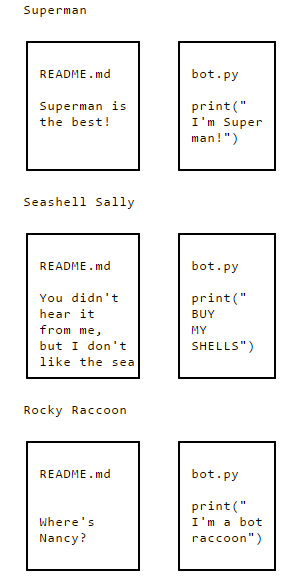 Superman
README.md
Superman is
the best!
bot.py
print("
I'm Super
man!")
Seashell Sally
README.md
You didn't
hear it
from me,
but I don't
like the sea
bot.py
print("
BUY
MY
SHELLS")
Rocky Raccoon
README.md
Where's
Nancy?
bot.py
print("
I'm a bot
raccoon")